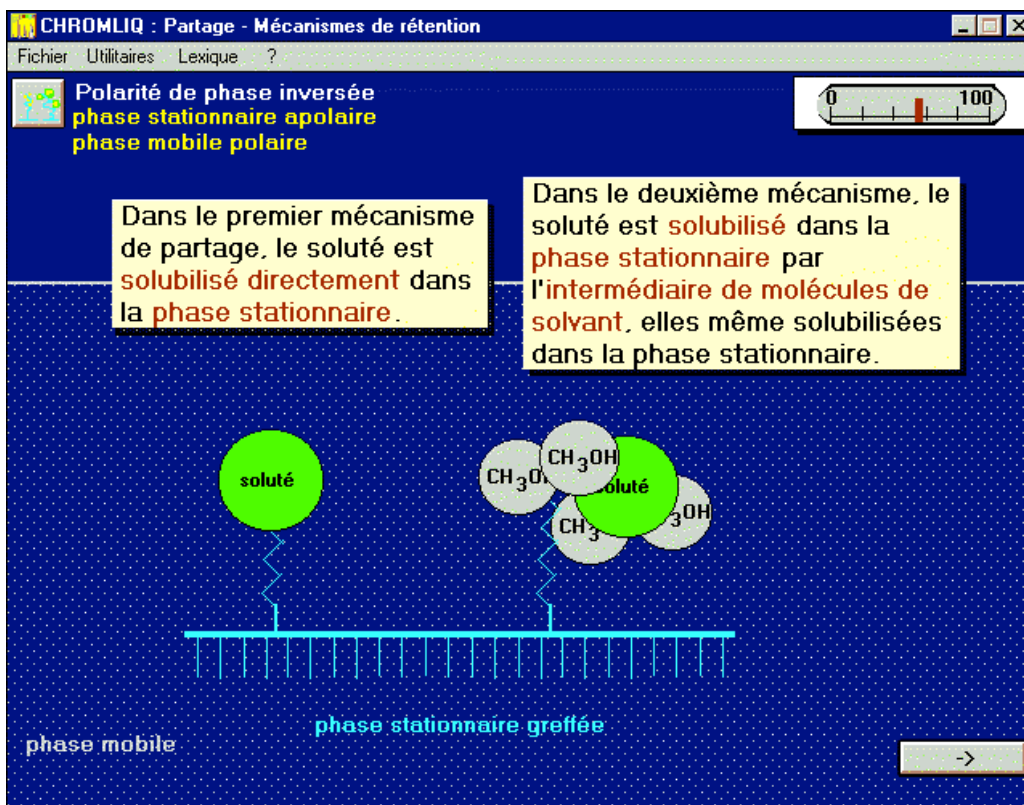 CHROMLIQ : Partage - Mécanismes de rétention
Fichier Utilitaires Lexique ?
Polarité de phase inversée
phase stationnaire apolaire
phase mobile polaire
0 100
Dans le premier mécanisme
de partage, le soluté est
solubilisé directement dans
la phase stationnaire.
Dans le deuxième mécanisme, le
soluté est solubilisé dans la
phase stationnaire par
l'intermédiaire de molécules de
solvant, elles même solubilisées
dans la phase stationnaire.
soluté
CH3OH
CH3OH
soluté
CH3
3OH
phase stationnaire greffée
phase mobile
->